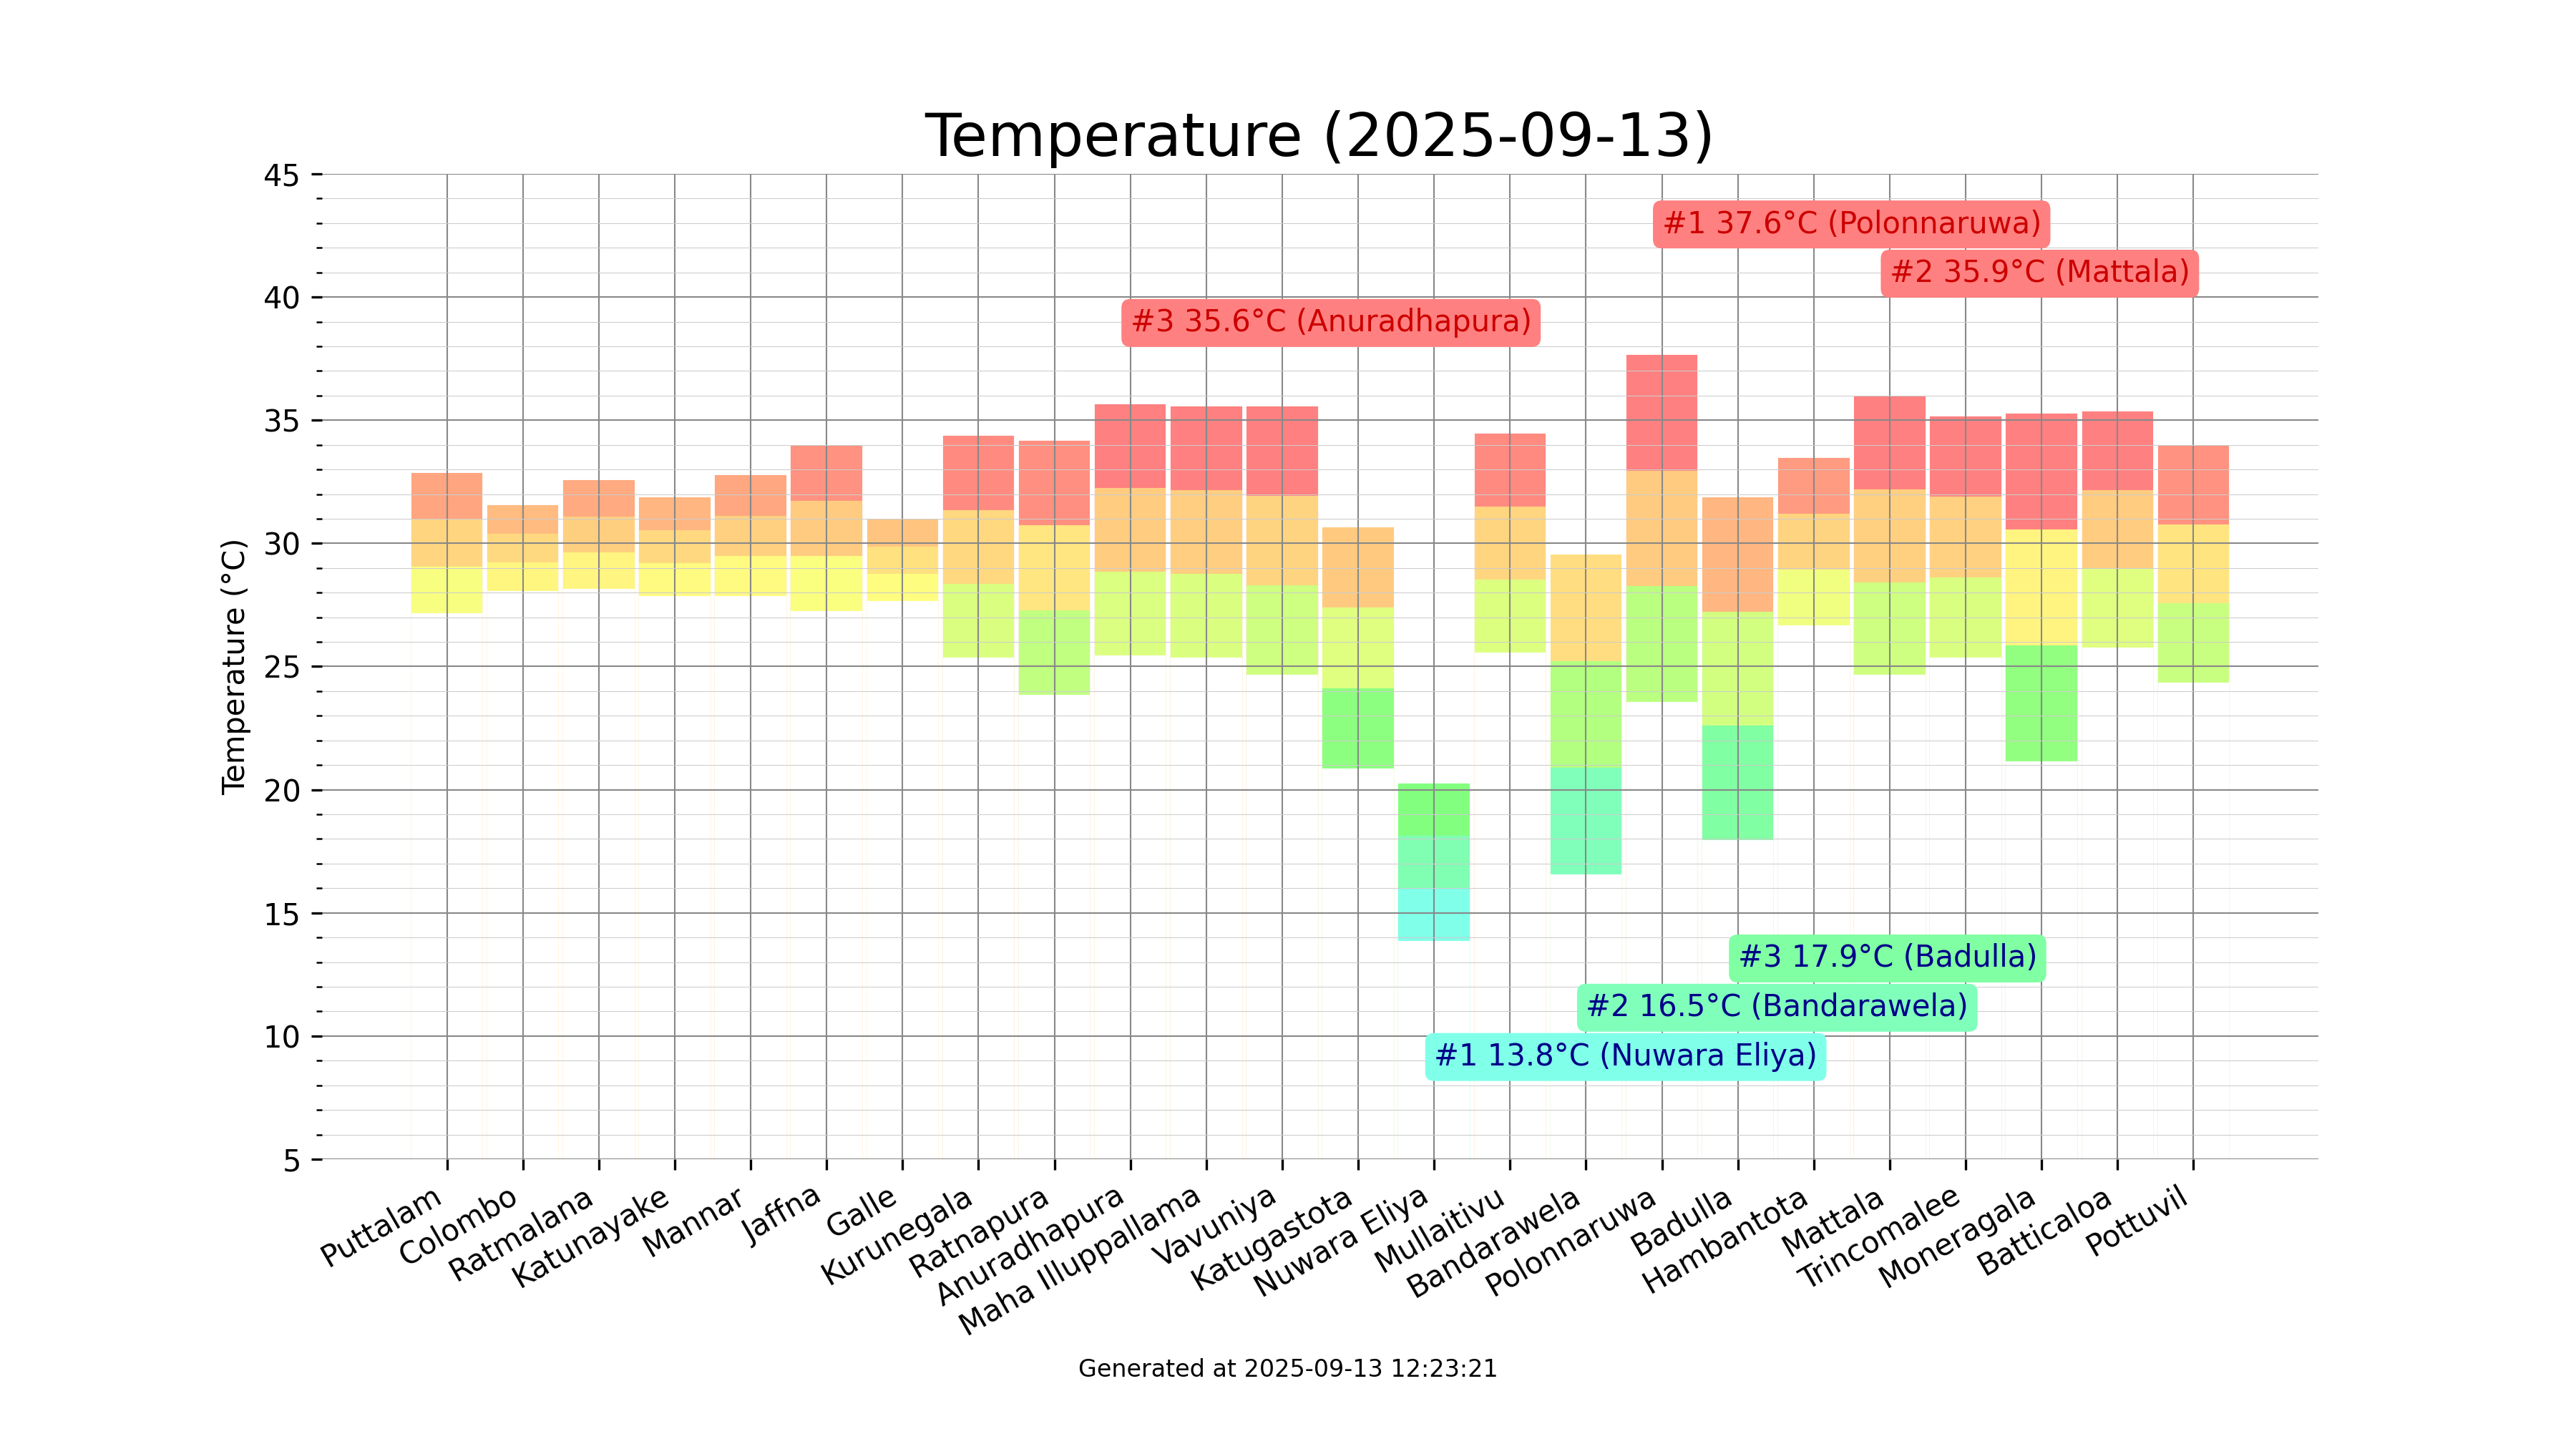 Temperature (2025-09-13)
Temperature (°C)
45
40
35
30
25
20
15
10
5
#1 37.6°C (Polonnaruwa)
#2 35.9°C (Mattala)
#3 35.6°C (Anuradhapura)
#3 17.9°C (Badulla)
#2 16.5°C (Bandarawela)
#1 13.8°C (Nuwara Eliya)
Puttalam
Colombo
Ratmalana
Katunayake
Mannar
Jaffna
Galle
Kurunegala
Ratnapura
Anuradhapura
Maha Illuppallama
Vavuniya
Katugastota
Nuwara Eliya
Mullaitivu
Bandarawela
Polonnaruwa
Badulla
Hambantota
Mattala
Trincomalee
Moneragala
Batticaloa
Pottuvil
Generated at 2025-09-13 12:23:21